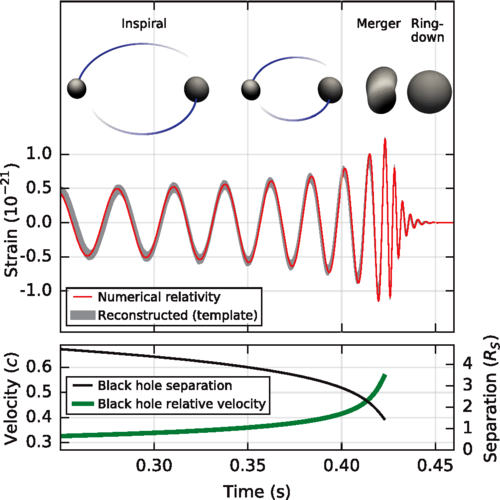 Inspiral
Merger
Ring-
down
Strain (10⁻²¹)
1.0
0.5
0.0
-0.5
-1.0
Numerical relativity
Reconstructed (template)
Velocity (c)
0.6
0.5
0.4
0.3
Black hole separation
Black hole relative velocity
4
3
2
1
0
Separation (R_S)
0.30
0.35
0.40
0.45
Time (s)